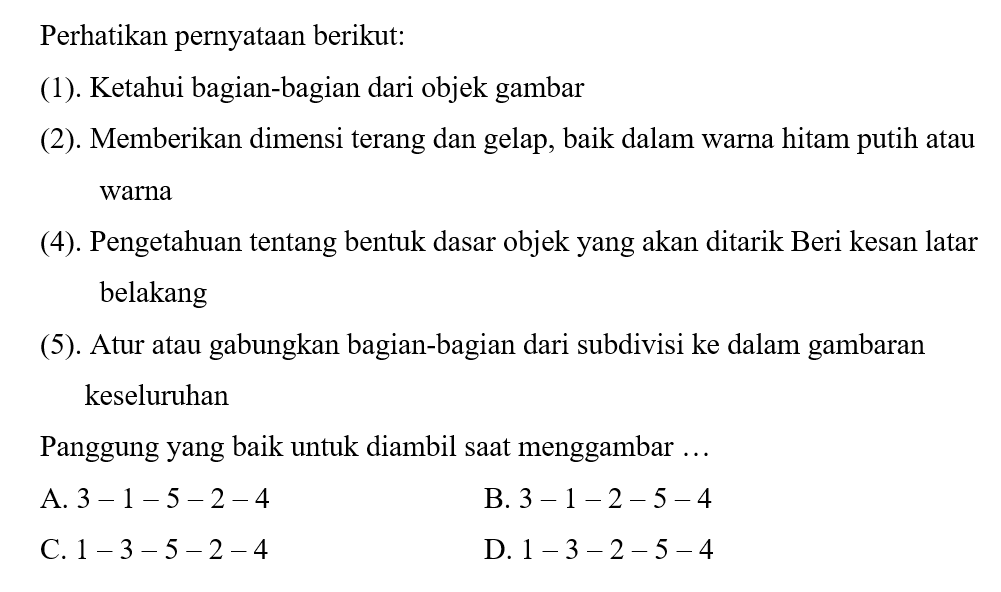 Perhatikan pernyataan berikut:
(1). Ketahui bagian-bagian dari objek gambar
(2). Memberikan dimensi terang dan gelap, baik dalam warna hitam putih atau
warna
(4). Pengetahuan tentang bentuk dasar objek yang akan ditarik Beri kesan latar
belakang
(5). Atur atau gabungkan bagian-bagian dari subdivisi ke dalam gambaran
keseluruhan
Panggung yang baik untuk diambil saat menggambar …
A. 3 – 1 – 5 – 2 – 4 B. 3 – 1 – 2 – 5 – 4
C. 1 – 3 – 5 – 2 – 4 D. 1 – 3 – 2 – 5 – 4